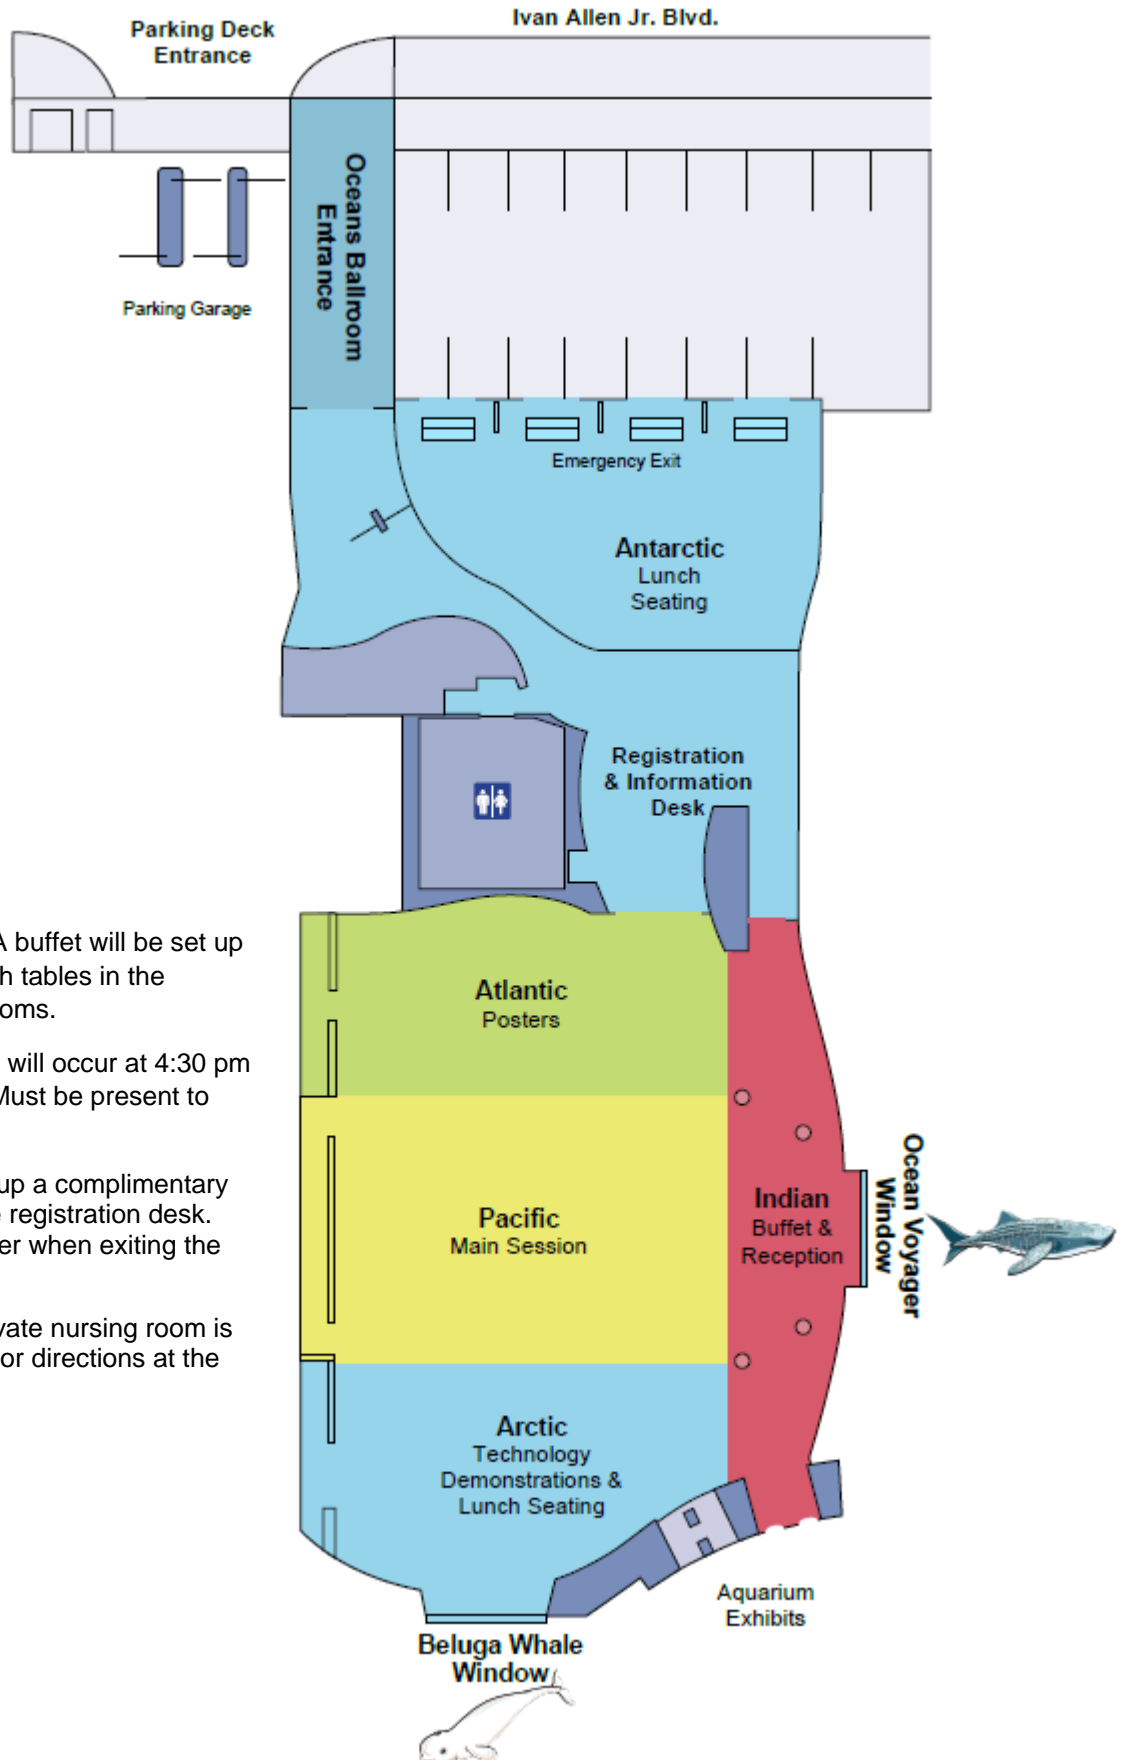 Ivan Allen Jr. Blvd.
Parking Deck
Entrance
Oceans Ballroom
Entrance
Parking Garage
Emergency Exit
Antarctic
Lunch
Seating
Registration
& Information
Desk
A buffet will be set up
h tables in the
oms.
will occur at 4:30 pm
Must be present to
up a complimentary
e registration desk.
er when exiting the
vate nursing room is
or directions at the
Atlantic
Posters
Pacific
Main Session
Indian
Buffet &
Reception
Ocean Voyager
Window
Arctic
Technology
Demonstrations &
Lunch Seating
Aquarium
Exhibits
Beluga Whale
Window